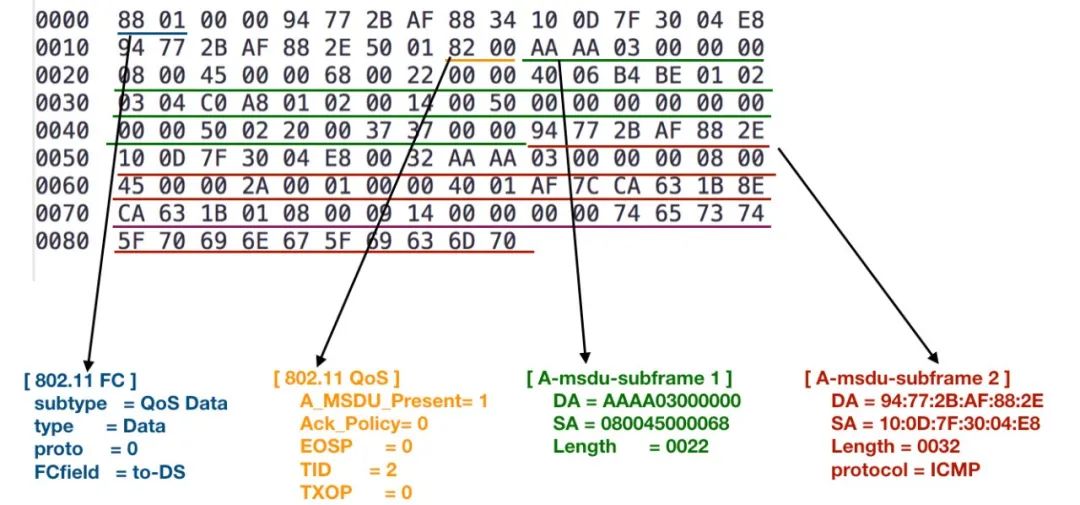 0000 88 01 00 00 94 77 2B AF 88 34 10 0D 7F 30 04 E8
0010 94 77 2B AF 88 2E 50 01 82 00 AA AA 03 00 00 00
0020 08 00 45 00 00 68 00 22 00 00 40 06 B4 BE 01 02
0030 03 04 C0 A8 01 02 00 14 00 50 00 00 00 00 00 00
0040 00 00 50 02 20 00 37 37 00 00 94 77 2B AF 88 2E
0050 10 0D 7F 30 04 E8 00 32 AA AA 03 00 00 00 08 00
0060 45 00 00 2A 00 01 00 00 40 01 AF 7C CA 63 1B 8E
0070 CA 63 1B 01 08 00 09 14 00 00 00 00 74 65 73 74
0080 5F 70 69 6E 67 5F 69 63 6D 70
[ 802.11 FC ]
subtype = QoS Data
type = Data
proto = 0
FCfield = to-DS
[ 802.11 QoS ]
A_MSDU_Present= 1
Ack_Policy= 0
EOSP = 0
TID = 2
TXOP = 0
[ A-msdu-subframe 1 ]
DA = AAAA03000000
SA = 080045000068
Length = 0022
[ A-msdu-subframe 2 ]
DA = 94:77:2B:AF:88:2E
SA = 10:0D:7F:30:04:E8
Length = 0032
protocol = ICMP